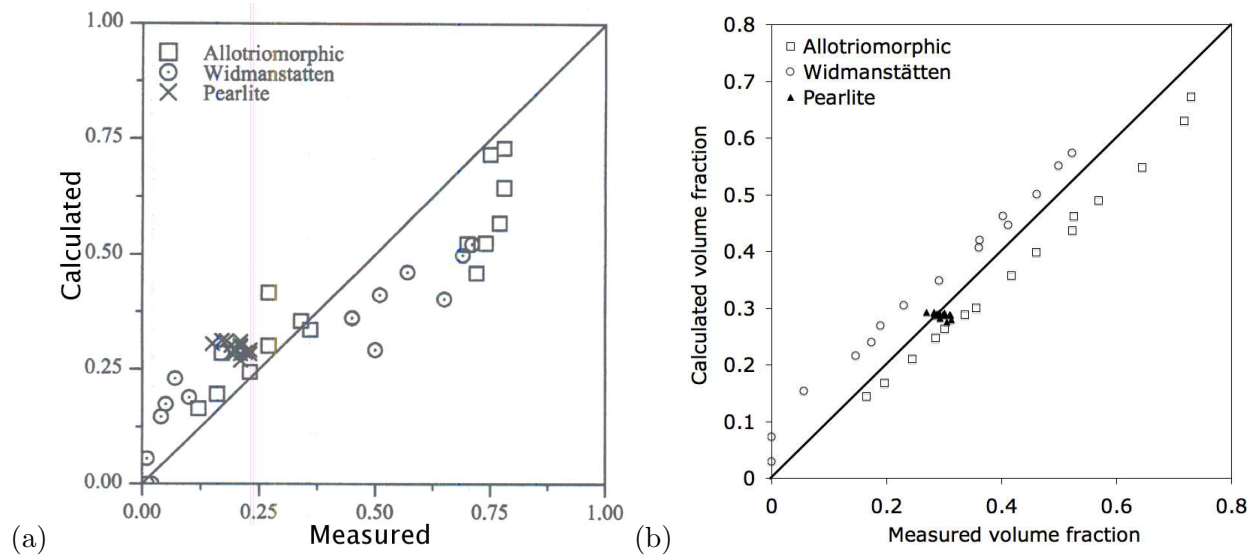 1.00
0.75
0.50
0.25
0.00
Calculated
Allotriomorphic
Widmanstatten
Pearlite
0.00 0.25 0.50 0.75 1.00
Measured
(a)
0.8
0.7
0.6
0.5
0.4
0.3
0.2
0.1
0
Calculated volume fraction
Allotriomorphic
Widmanstätten
Pearlite
0 0.2 0.4 0.6 0.8
Measured volume fraction
(b)